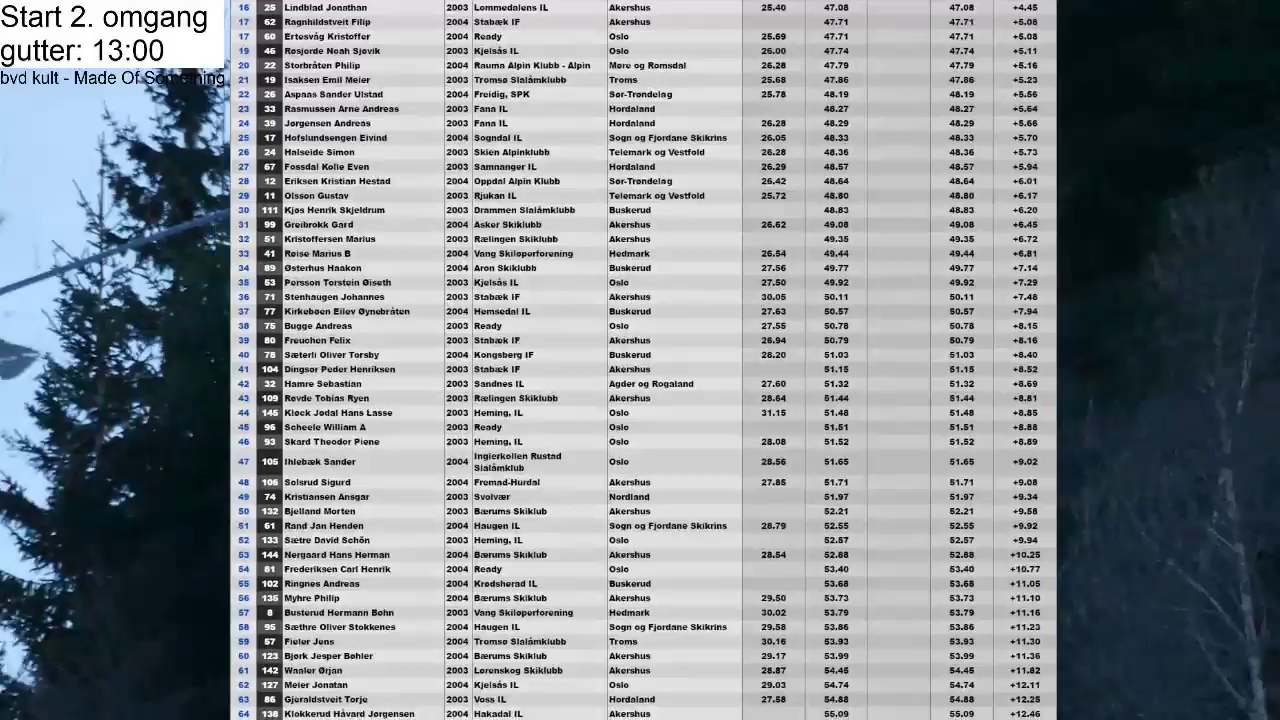 Start 2. omgang
gutter: 13:00
bvd kult - Made Of Something
16 25 Lindblad Jonathan 2003 Lommedalens IL Akershus 25.40 47.08 47.08 +4.45
17 62 Ragnhildstveit Filip 2004 Stabæk IF Akershus 47.71 47.71 +5.08
17 60 Ertesvåg Kristoffer 2004 Ready Oslo 25.69 47.71 47.71 +5.08
19 46 Røsjorde Noah Sjøvik 2003 Kjelsås IL Oslo 26.00 47.74 47.74 +5.11
20 22 Storbråten Philip 2004 Rauma Alpin Klubb - Alpin Møre og Romsdal 26.28 47.79 47.79 +5.16
21 19 Isaksen Emil Meier 2003 Tromsø Slalåmklubb Troms 25.68 47.86 47.86 +5.23
22 26 Aspaas Sander Ulstad 2004 Freidig, SPK Sør-Trøndelag 25.78 48.19 48.19 +5.56
23 33 Rasmussen Arne Andreas 2003 Fana IL Hordaland 48.27 48.27 +5.64
24 39 Jørgensen Andreas 2003 Fana IL Hordaland 26.28 48.29 48.29 +5.66
25 17 Hofslundsengen Eivind 2004 Sogndal IL Sogn og Fjordane Skikrins 26.05 48.33 48.33 +5.70
26 24 Halseide Simon 2003 Skien Alpinklubb Telemark og Vestfold 26.28 48.36 48.36 +5.73
27 67 Fossdal Kolle Even 2003 Samnanger IL Hordaland 26.29 48.57 48.57 +5.94
28 12 Eriksen Kristian Hestad 2004 Oppdal Alpin Klubb Sør-Trøndelag 26.42 48.64 48.64 +6.01
29 11 Olsson Gustav 2003 Rjukan IL Telemark og Vestfold 25.72 48.80 48.80 +6.17
30 111 Kjøs Henrik Skjeldrum 2003 Drammen Slalåmklubb Buskerud 48.83 48.83 +6.20
31 99 Greibrokk Gard 2004 Asker Skiklubb Akershus 26.62 49.08 49.08 +6.45
32 51 Kristoffersen Marius 2003 Rælingen Skiklubb Akershus 49.35 49.35 +6.72
33 41 Røise Marius B 2004 Vang Skiløperforening Hedmark 26.54 49.44 49.44 +6.81
34 89 Østerhus Haakon 2004 Aron Skiklubb Buskerud 27.56 49.77 49.77 +7.14
35 53 Persson Torstein Øiseth 2003 Kjelsås IL Oslo 27.50 49.92 49.92 +7.29
36 71 Stenhaugen Johannes 2003 Stabæk IF Akershus 30.05 50.11 50.11 +7.48
37 77 Kirkebøen Eilev Øynebråten 2004 Hemsedal IL Buskerud 27.63 50.57 50.57 +7.94
38 75 Bugge Andreas 2003 Ready Oslo 27.55 50.78 50.78 +8.15
39 80 Freuchen Felix 2003 Stabæk IF Akershus 26.94 50.79 50.79 +8.16
40 78 Sæterli Oliver Torsby 2004 Kongsberg IF Buskerud 28.20 51.03 51.03 +8.40
41 104 Dingsør Peder Henriksen 2003 Stabæk IF Akershus 51.15 51.15 +8.52
42 32 Hamre Sebastian 2003 Sandnes IL Agder og Rogaland 27.60 51.32 51.32 +8.69
43 109 Røvde Tobias Ryen 2003 Rælingen Skiklubb Akershus 28.64 51.44 51.44 +8.81
44 145 Kløck Jødal Hans Lasse 2003 Heming, IL Oslo 31.15 51.48 51.48 +8.85
45 96 Scheele William A 2003 Ready Oslo 51.51 51.51 +8.88
46 93 Skard Theodor Piene 2003 Heming, IL Oslo 28.08 51.52 51.52 +8.89
47 105 Ihlebæk Sander 2004 Ingierkollen Rustad Slalåmklub Oslo 28.56 51.65 51.65 +9.02
48 106 Solsrud Sigurd 2004 Fremad-Hurdal Akershus 27.85 51.71 51.71 +9.08
49 74 Kristiansen Ansgar 2003 Svolvær Nordland 51.97 51.97 +9.34
50 132 Bjelland Morten 2003 Bærums Skiklub Akershus 52.21 52.21 +9.58
51 61 Rand Jan Henden 2004 Haugen IL Sogn og Fjordane Skikrins 28.79 52.55 52.55 +9.92
52 133 Sætre David Schön 2003 Heming, IL Oslo 52.57 52.57 +9.94
53 144 Nergaard Hans Herman 2004 Bærums Skiklub Akershus 28.54 52.88 52.88 +10.25
54 81 Frederiksen Carl Henrik 2004 Ready Oslo 53.40 53.40 +10.77
55 102 Ringnes Andreas 2004 Krødsherad IL Buskerud 53.68 53.68 +11.05
56 135 Myhre Philip 2004 Bærums Skiklub Akershus 29.50 53.73 53.73 +11.10
57 8 Busterud Hermann Bøhn 2003 Vang Skiløperforening Hedmark 30.02 53.79 53.79 +11.16
58 95 Sæthre Oliver Stokkenes 2004 Haugen IL Sogn og Fjordane Skikrins 29.58 53.86 53.86 +11.23
59 57 Fieler Jens 2004 Tromsø Slalåmklubb Troms 30.16 53.93 53.93 +11.30
60 123 Bjørk Jesper Bøhler 2004 Bærums Skiklub Akershus 29.17 53.99 53.99 +11.36
61 142 Waaler Ørjan 2003 Lørenskog Skiklubb Akershus 28.87 54.45 54.45 +11.82
62 127 Meier Jonatan 2004 Kjelsås IL Oslo 29.03 54.74 54.74 +12.11
63 86 Gjeraldstveit Torje 2003 Voss IL Hordaland 27.58 54.88 54.88 +12.25
64 138 Klokkerud Håvard Jørgensen 2004 Hakadal IL Akershus 55.09 55.09 +12.46